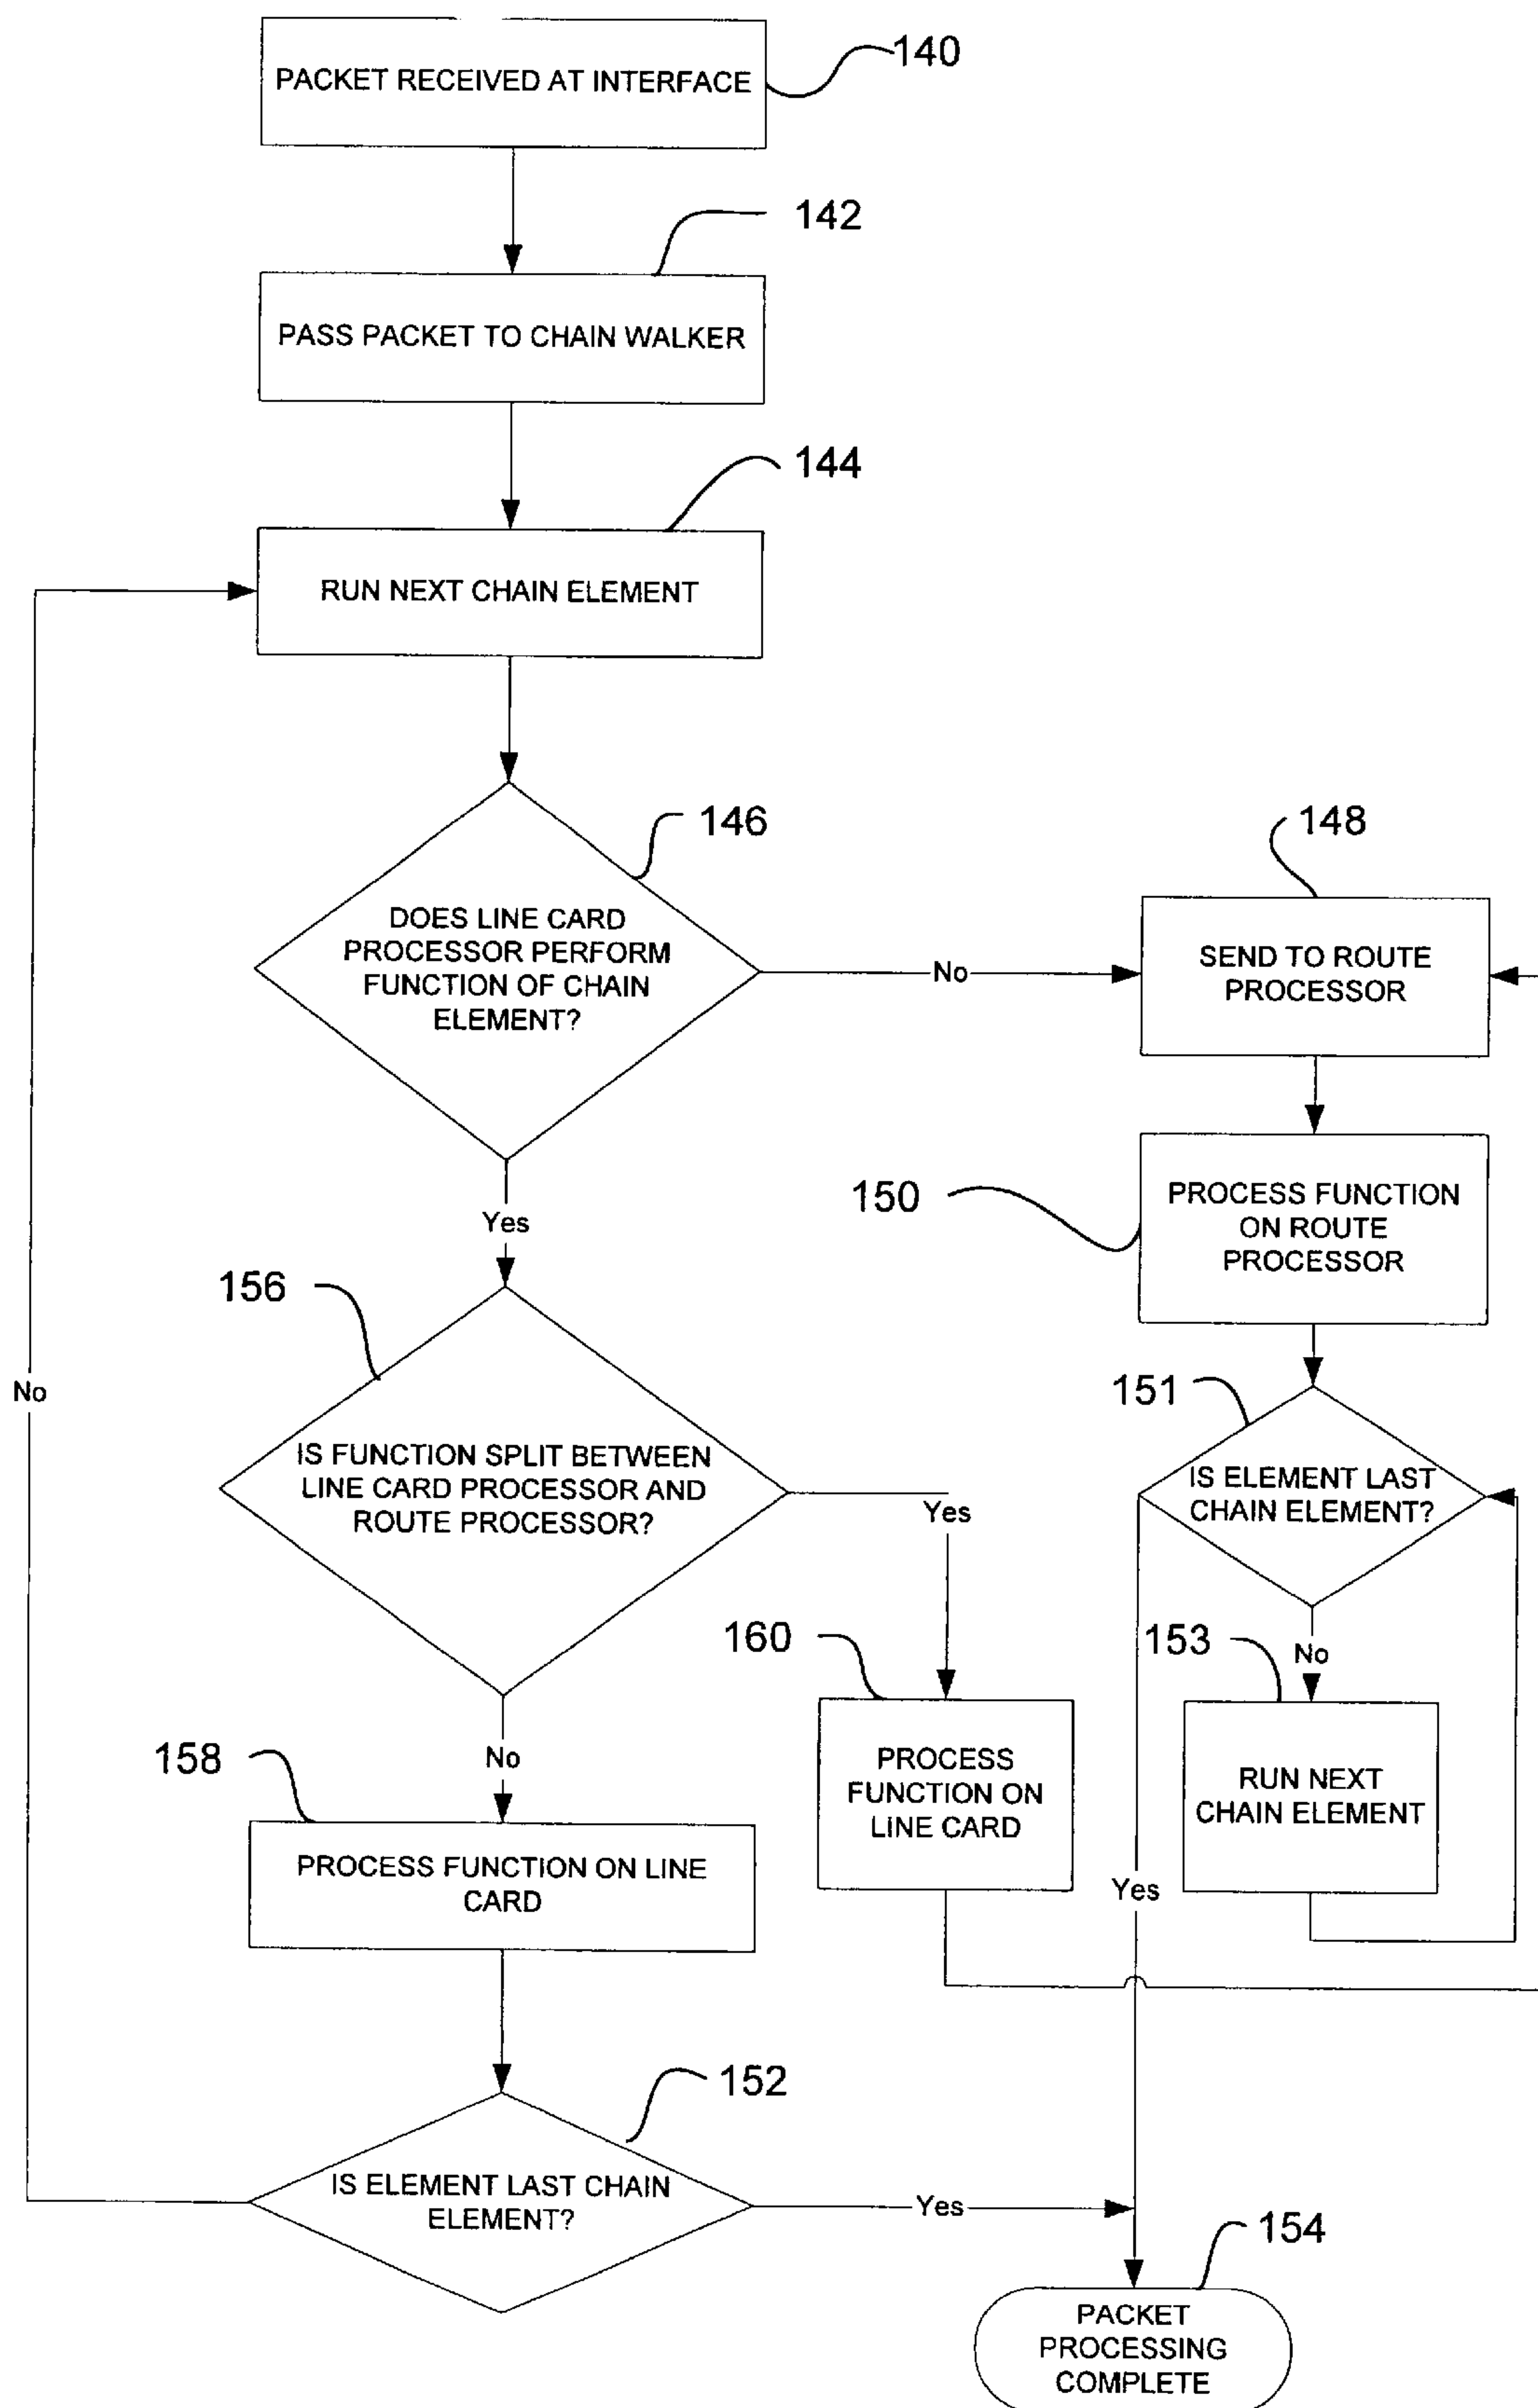 PACKET RECEIVED AT INTERFACE
140
142
PASS PACKET TO CHAIN WALKER
144
RUN NEXT CHAIN ELEMENT
146
DOES LINE CARD
PROCESSOR PERFORM
FUNCTION OF CHAIN
ELEMENT?
No
148
SEND TO ROUTE
PROCESSOR
Yes
150
PROCESS FUNCTION
ON ROUTE
PROCESSOR
156
IS FUNCTION SPLIT BETWEEN
LINE CARD PROCESSOR AND
ROUTE PROCESSOR?
Yes
No
151
IS ELEMENT LAST
CHAIN ELEMENT?
No
160
PROCESS
FUNCTION ON
LINE CARD
153
RUN NEXT
CHAIN ELEMENT
Yes
No
158
PROCESS FUNCTION ON LINE
CARD
152
IS ELEMENT LAST CHAIN
ELEMENT?
Yes
154
PACKET
PROCESSING
COMPLETE